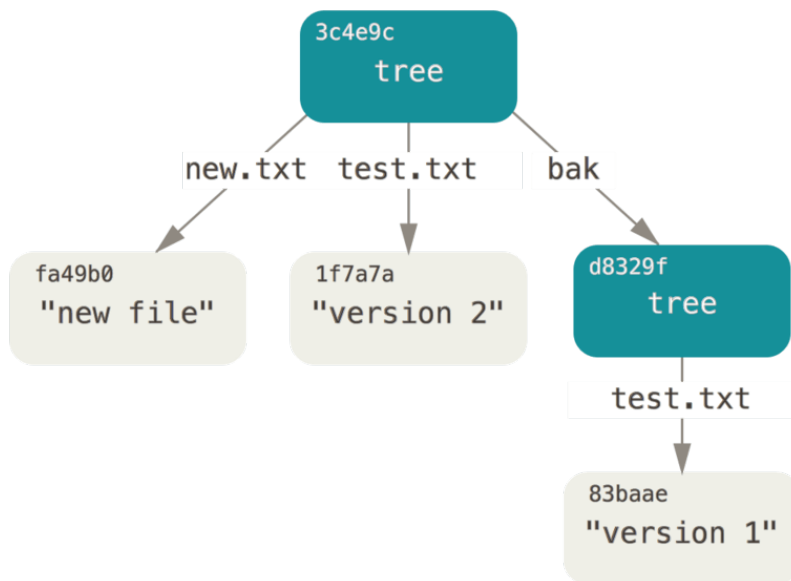 3c4e9c
tree
new.txt
test.txt
bak
fa49b0
"new file"
1f7a7a
"version 2"
d8329f
tree
test.txt
83baae
"version 1"